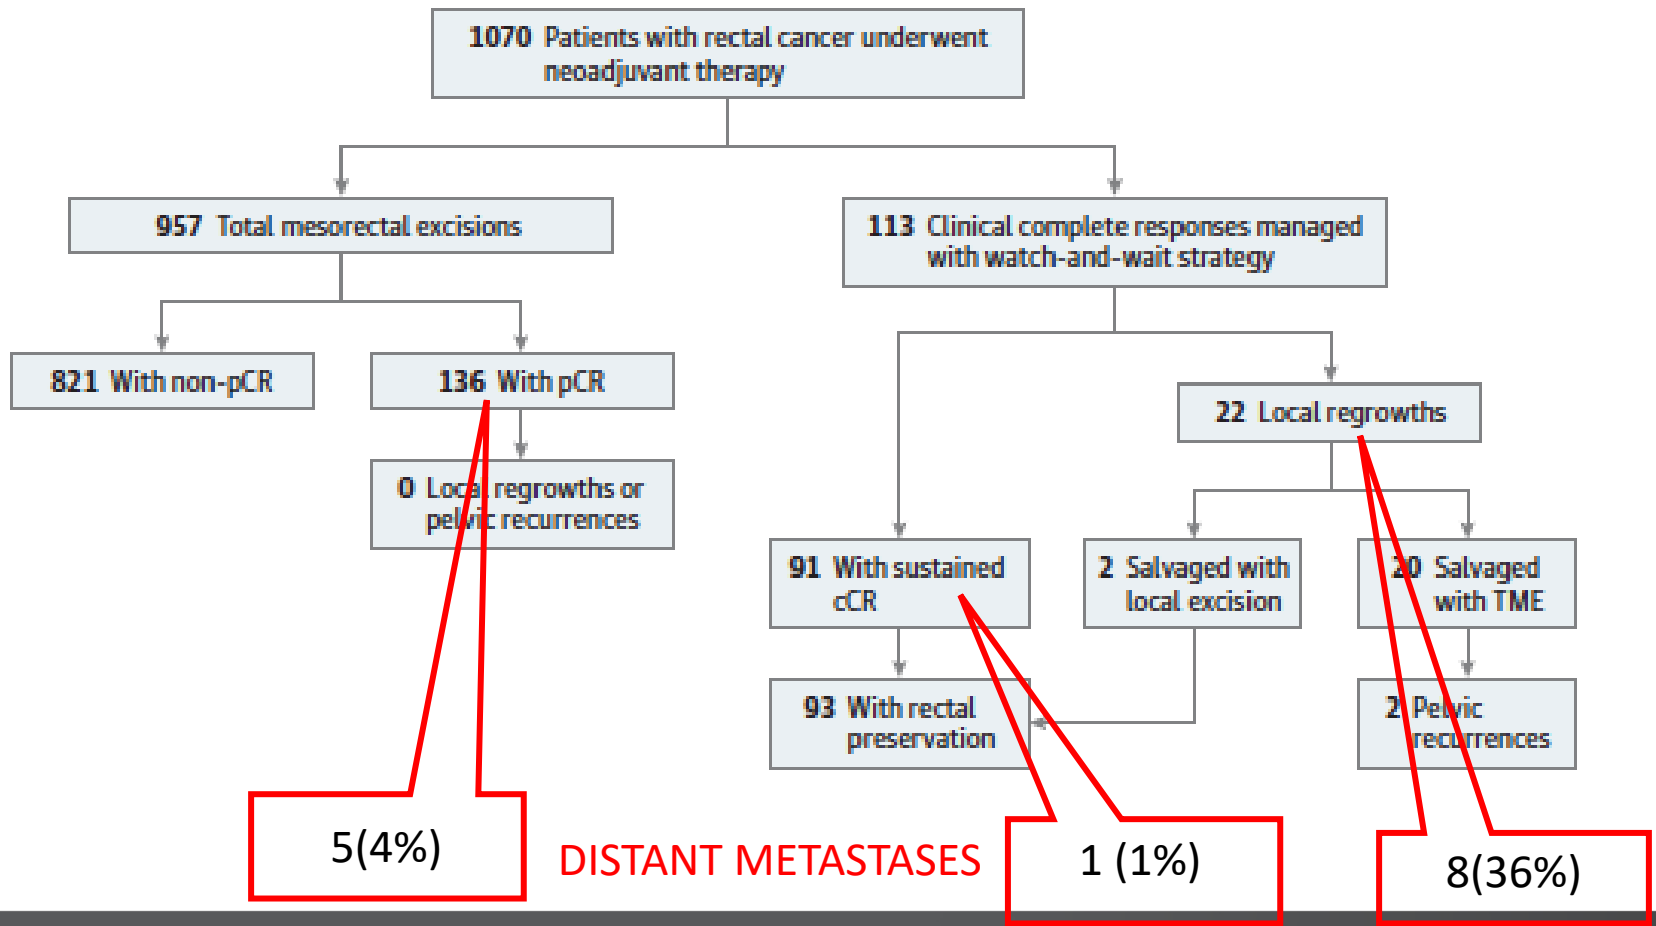 1070 Patients with rectal cancer underwent
neoadjuvant therapy
957 Total mesorectal excisions
113 Clinical complete responses managed
with watch-and-wait strategy
821 With non-pCR
136 With pCR
22 Local regrowths
0 Local regrowths or
pelvic recurrences
91 With sustained
cCR
2 Salvaged with
local excision
20 Salvaged
with TME
93 With rectal
preservation
2 Pelvic
recurrences
5(4%)
DISTANT METASTASES
1 (1%)
8(36%)